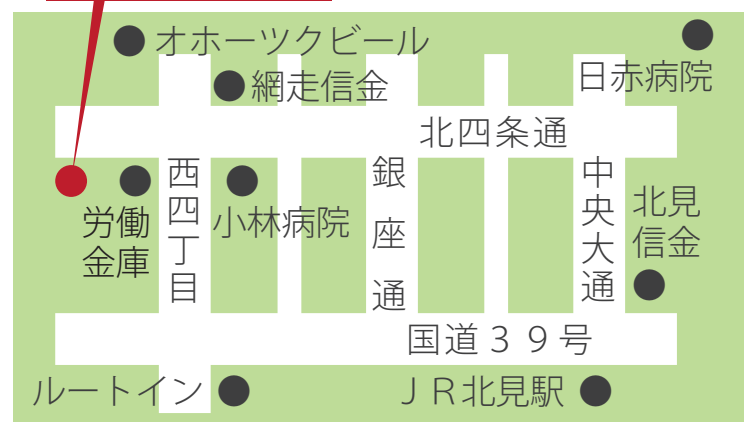 オホーツクビール
網走信金
日赤病院
北四条通
労働
金庫
西四丁目
小林病院
銀座通
中央大通
北見
信金
国道３９号
ルートイン
ＪＲ北見駅